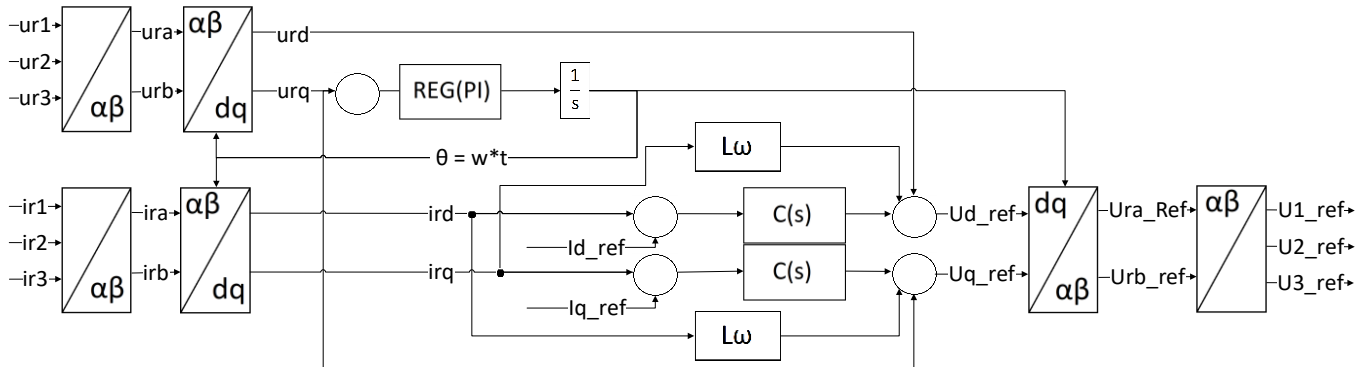 ur1
ur2
ur3
αβ
ura
urb
αβ
dq
urd
urq
REG(PI)
1
s
θ = w*t
Lω
ir1
ir2
ir3
αβ
ira
irb
αβ
dq
ird
irq
Id_ref
Iq_ref
C(s)
C(s)
Lω
Ud_ref
Uq_ref
dq
αβ
Ura_Ref
Urb_ref
αβ
U1_ref
U2_ref
U3_ref